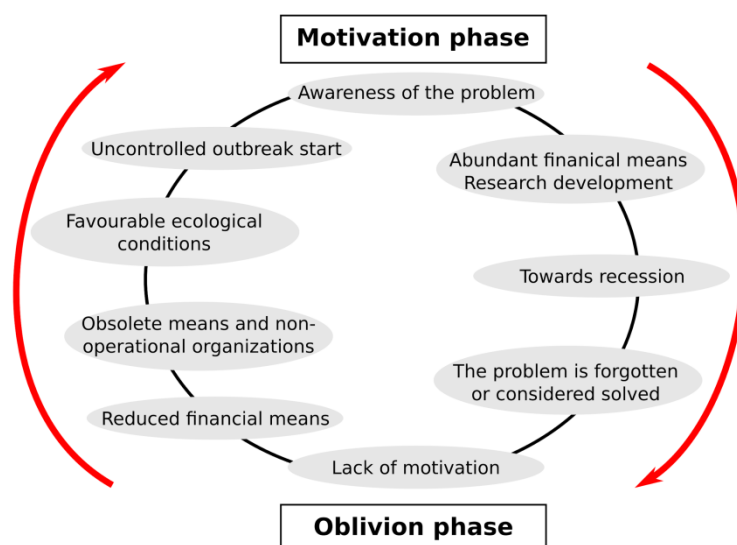 Motivation phase
Awareness of the problem
Uncontrolled outbreak start
Abundant finanical means
Research development
Favourable ecological
conditions
Towards recession
Obsolete means and non-
operational organizations
The problem is forgotten
or considered solved
Reduced financial means
Lack of motivation
Oblivion phase